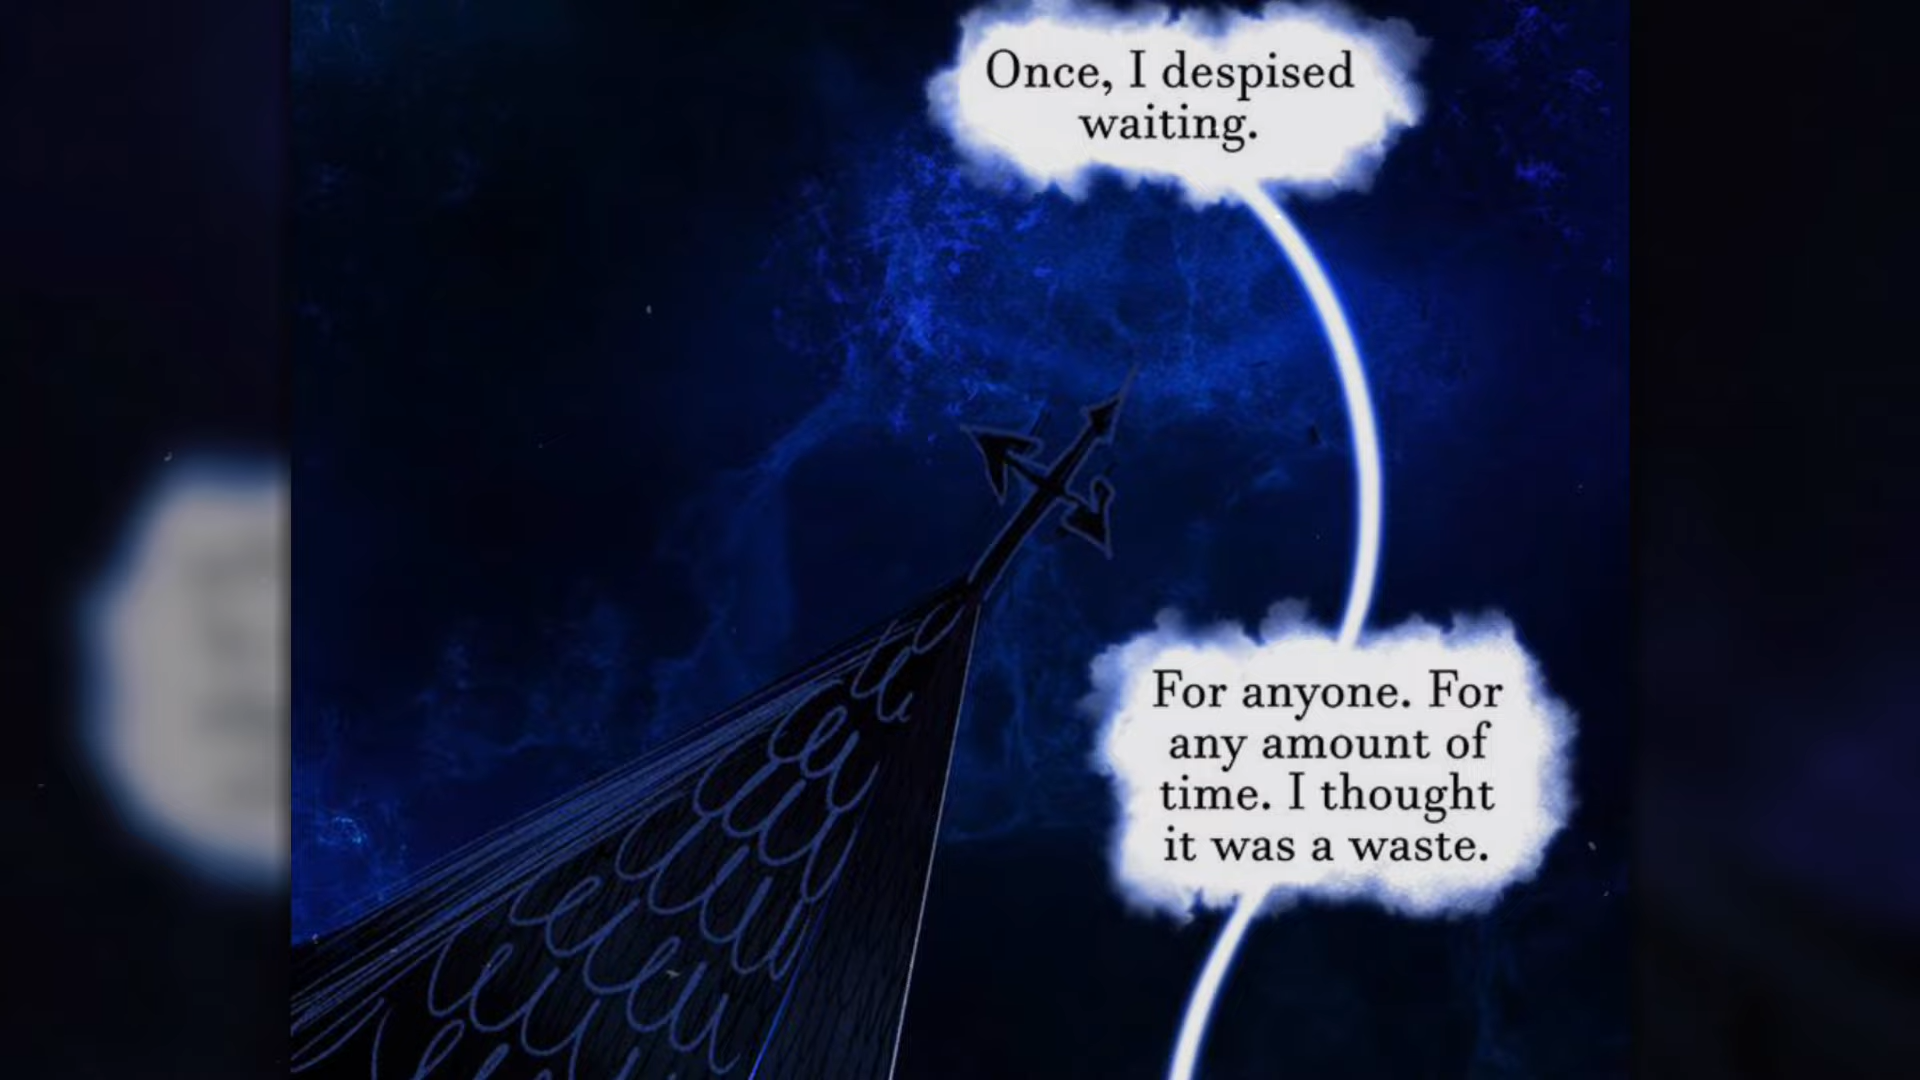 Once, I despised
waiting.
For anyone. For
any amount of
time. I thought
it was a waste.